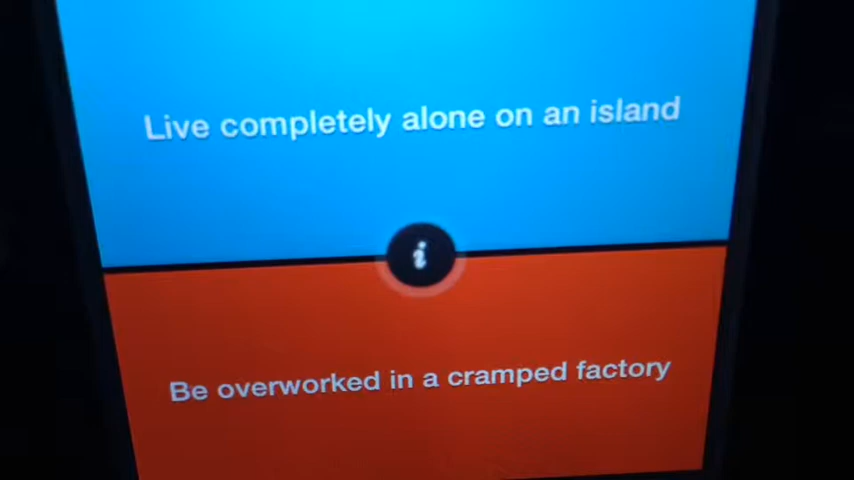 Live completely alone on an island
i
Be overworked in a cramped factory